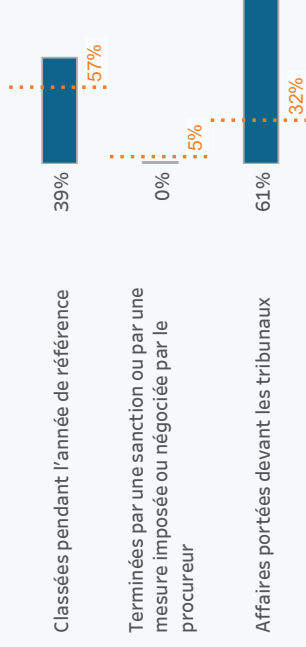 Classées pendant l'année de référence
39%
57%
Terminées par une sanction ou par une
mesure imposée ou négociée par le
procureur
0%
5%
Affaires portées devant les tribunaux
61%
32%